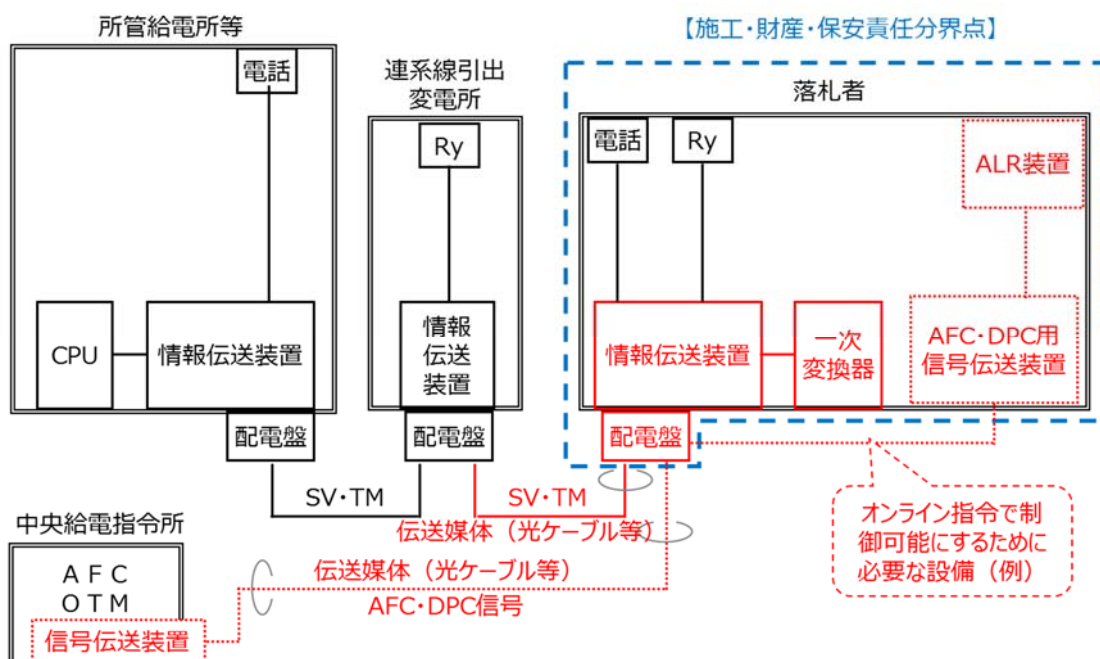 所管給電所等
電話
CPU
情報伝送装置
配電盤
連系線引出
変電所
Ry
情報
伝送
装置
配電盤
【施工・財産・保安責任分界点】
落札者
電話
Ry
ALR装置
情報伝送装置
一次
変換器
AFC・DPC用
信号伝送装置
配電盤
SV・TM
SV・TM
伝送媒体（光ケーブル等）
オンライン指令で制
御可能にするために
必要な設備（例）
中央給電指令所
ＡＦＣ
ＯＴＭ
信号伝送装置
伝送媒体（光ケーブル等）
AFC・DPC信号